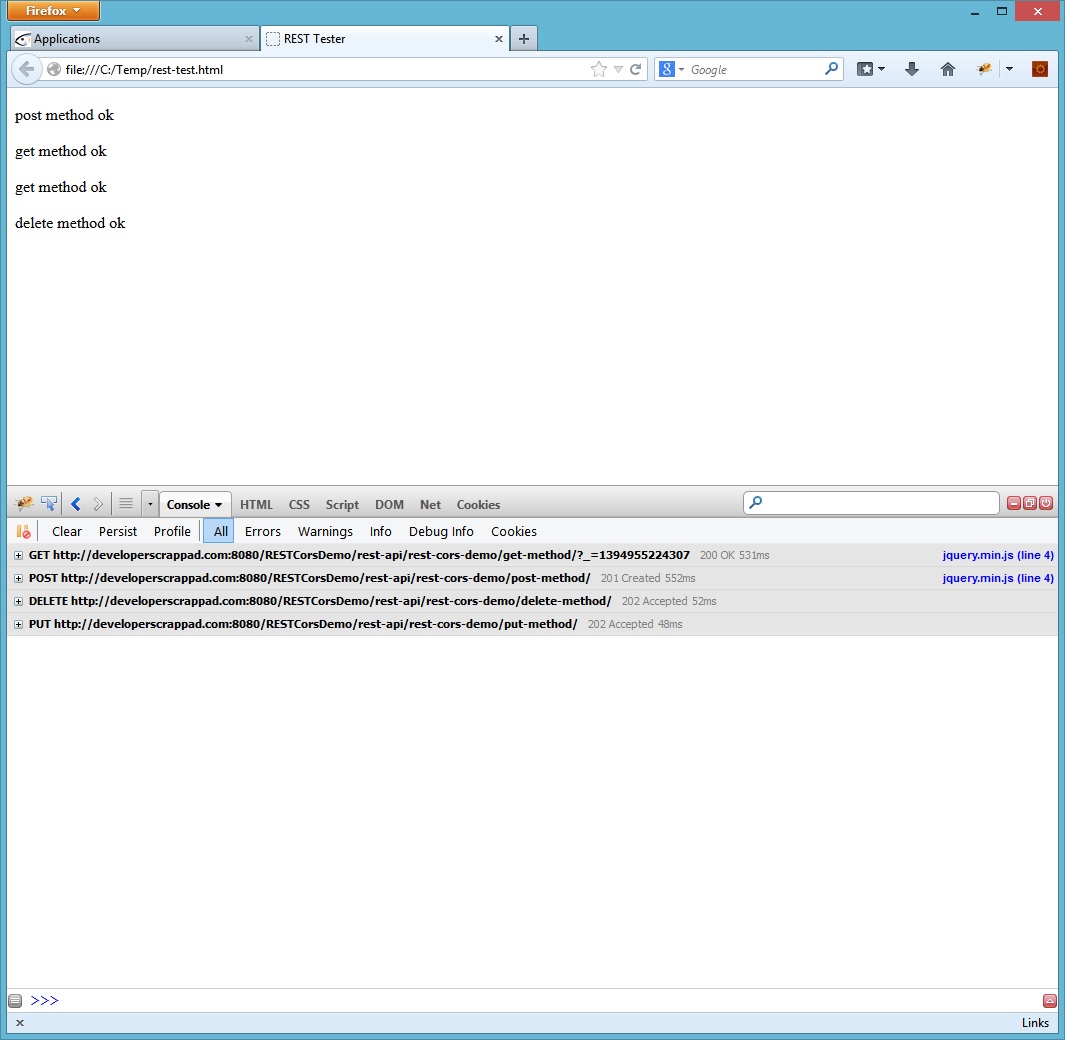 Firefox
Applications
REST Tester
file:///C:/Temp/rest-test.html
8 Google
post method ok
get method ok
get method ok
delete method ok
Console HTML CSS Script DOM Net Cookies
Clear Persist Profile All Errors Warnings Info Debug Info Cookies
GET http://developerscrappad.com:8080/RESTCorsDemo/rest-api/rest-cors-demo/get-method/?_=1394955224307 200 OK 531ms jquery.min.js (line 4)
POST http://developerscrappad.com:8080/RESTCorsDemo/rest-api/rest-cors-demo/post-method/ 201 Created 552ms jquery.min.js (line 4)
DELETE http://developerscrappad.com:8080/RESTCorsDemo/rest-api/rest-cors-demo/delete-method/ 202 Accepted 52ms
PUT http://developerscrappad.com:8080/RESTCorsDemo/rest-api/rest-cors-demo/put-method/ 202 Accepted 48ms
>>>
x Links